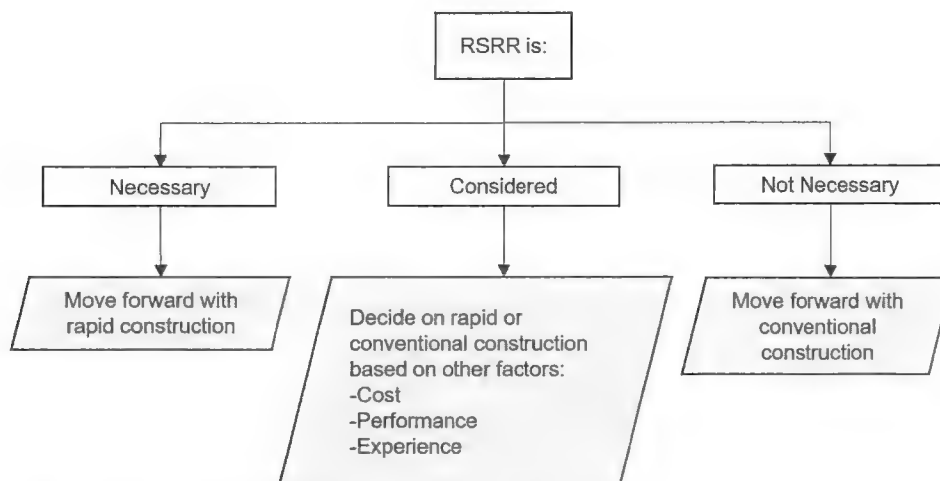 RSRR is:
Necessary
Considered
Not Necessary
Move forward with
rapid construction
Decide on rapid or
conventional construction
based on other factors:
-Cost
-Performance
-Experience
Move forward with
conventional
construction